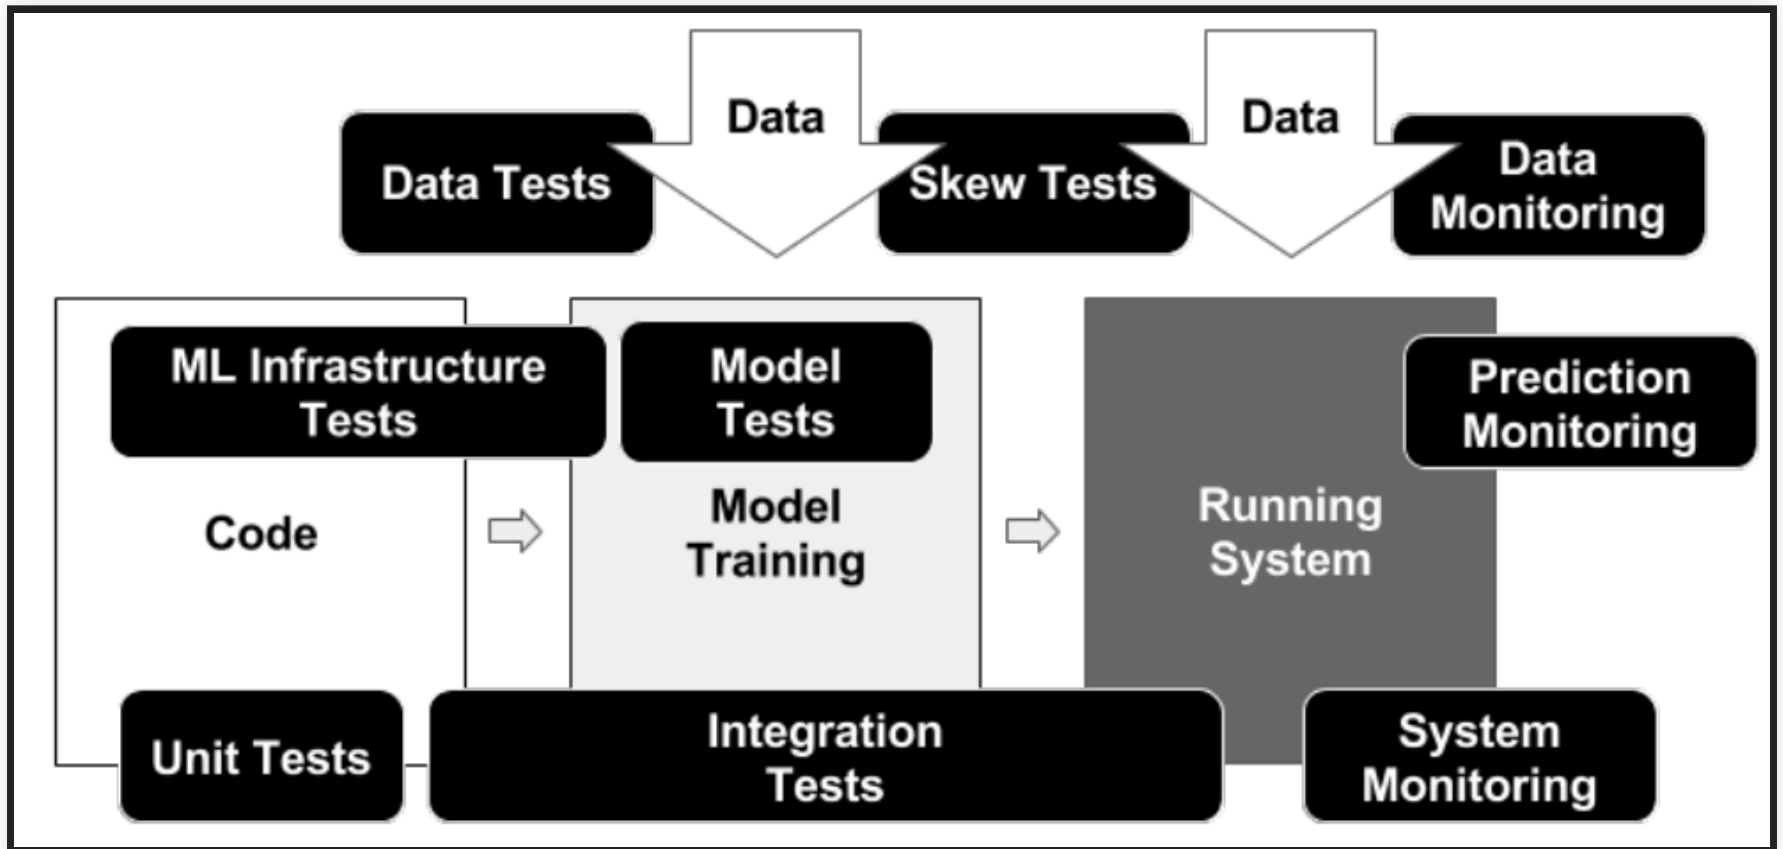 Data
Data
Data Tests
Skew Tests
Data
Monitoring
ML Infrastructure
Tests
Model
Tests
Prediction
Monitoring
Code
Model
Training
Running
System
Unit Tests
Integration
Tests
System
Monitoring